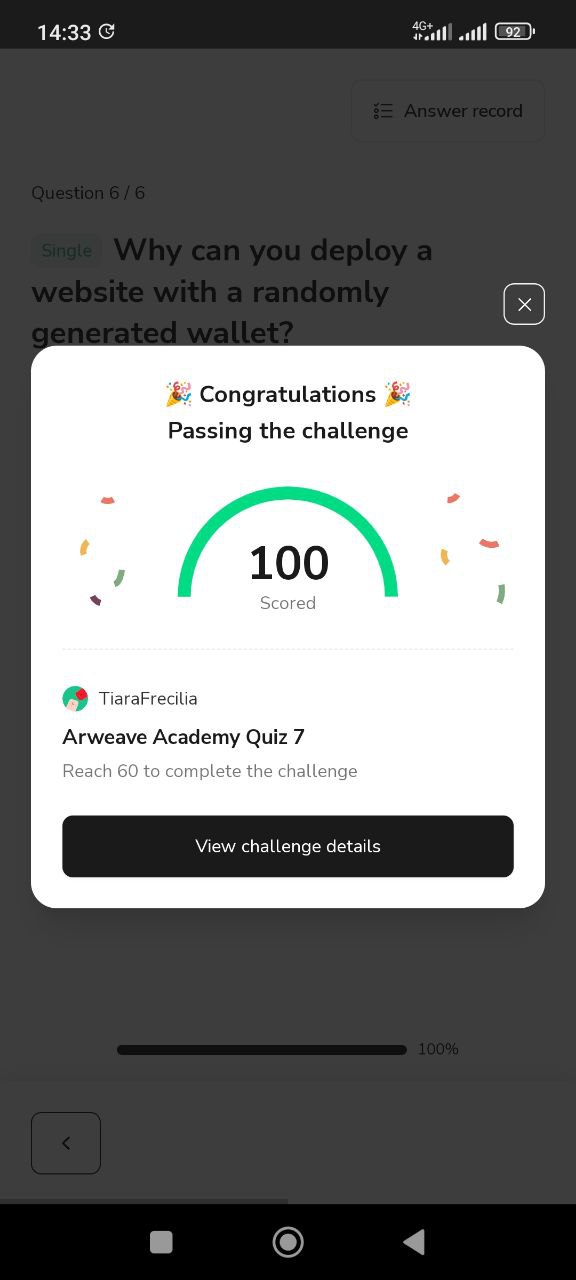 14:33
4G+
92
Answer record
Question 6 / 6
Single Why can you deploy a
website with a randomly
generated wallet?
🎉 Congratulations 🎉
Passing the challenge
100
Scored
TiaraFrecilia
Arweave Academy Quiz 7
Reach 60 to complete the challenge
View challenge details
100%